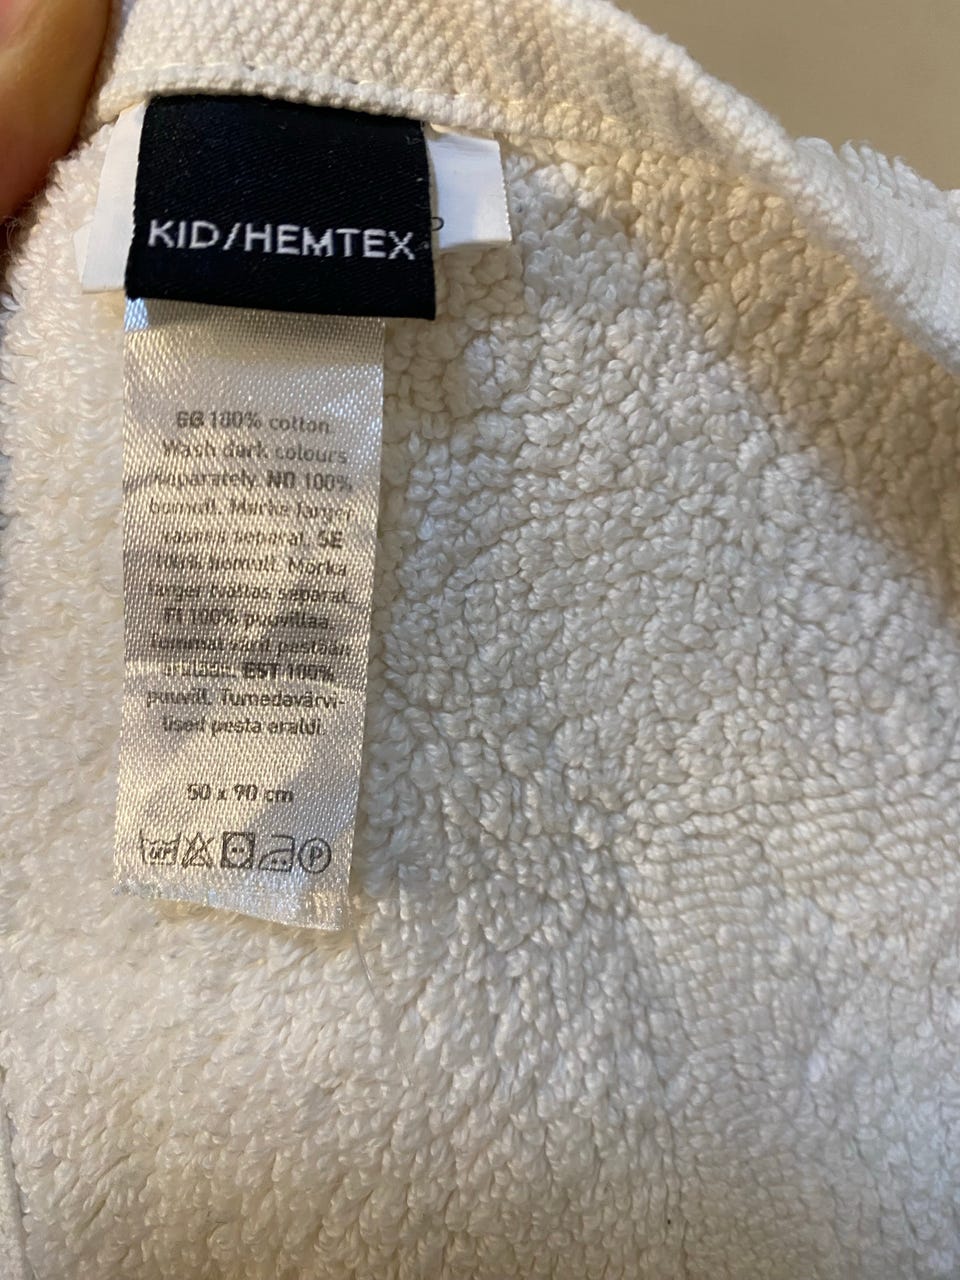 KID/HEMTEX
GB 100% cotton
Wash dark colours
separately. NO 100%
bomull. Mørke farger
vaskes separat. SE
100% bomull. Mörka
färger tvättas separat.
FI 100% puuvillaa.
Tummat värit pestään
erikseen. EST 100%
puuvill. Tumedavärvi-
lised pesta eraldi.
50 x 90 cm
P